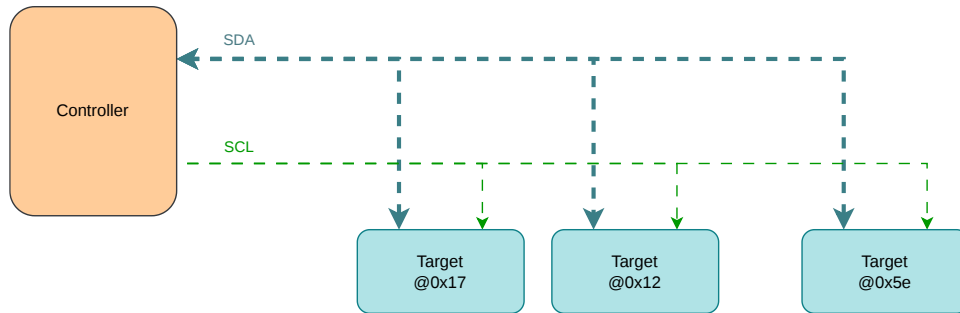 SDA
Controller
SCL
Target
@0x17
Target
@0x12
Target
@0x5e